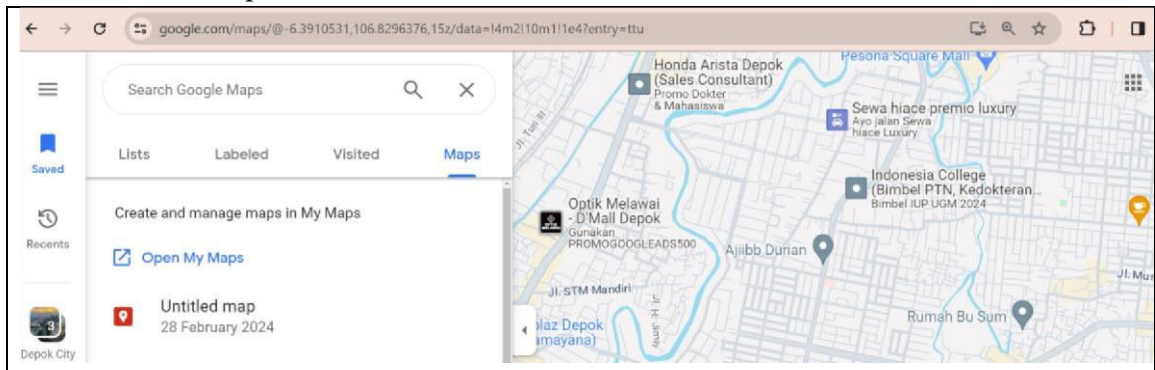 google.com/maps/@-6.3910531,106.8296376,15z/data=!4m2!10m1!1e4?entry=ttu
Search Google Maps
Saved
Lists
Labeled
Visited
Maps
Recents
Create and manage maps in My Maps
Open My Maps
Untitled map
28 February 2024
3
Depok City
Honda Arista Depok
(Sales Consultant)
Promo Dokter
& Mahasiswa
Pesona Square Mall
Sewa hiace premio luxury
Ayo jalan Sewa
hiace Luxury
Indonesia College
(Bimbel PTN, Kedokteran...
Bimbel IUP UGM 2024
Optik Melawai
- D'Mall Depok
Gunakan
PROMOGOOGLEADS500
Ajiibb Durian
Jl. STM Mandiri
Rumah Bu Sum
Jl. Mus
plaz Depok
amayana)